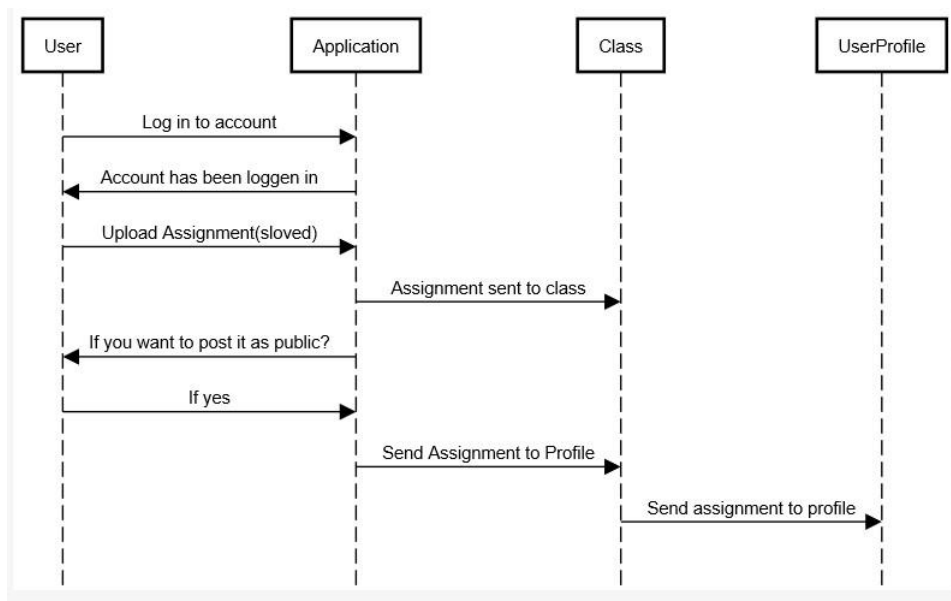 User
Application
Class
UserProfile
Log in to account
Account has been loggen in
Upload Assignment(sloved)
Assignment sent to class
If you want to post it as public?
If yes
Send Assignment to Profile
Send assignment to profile